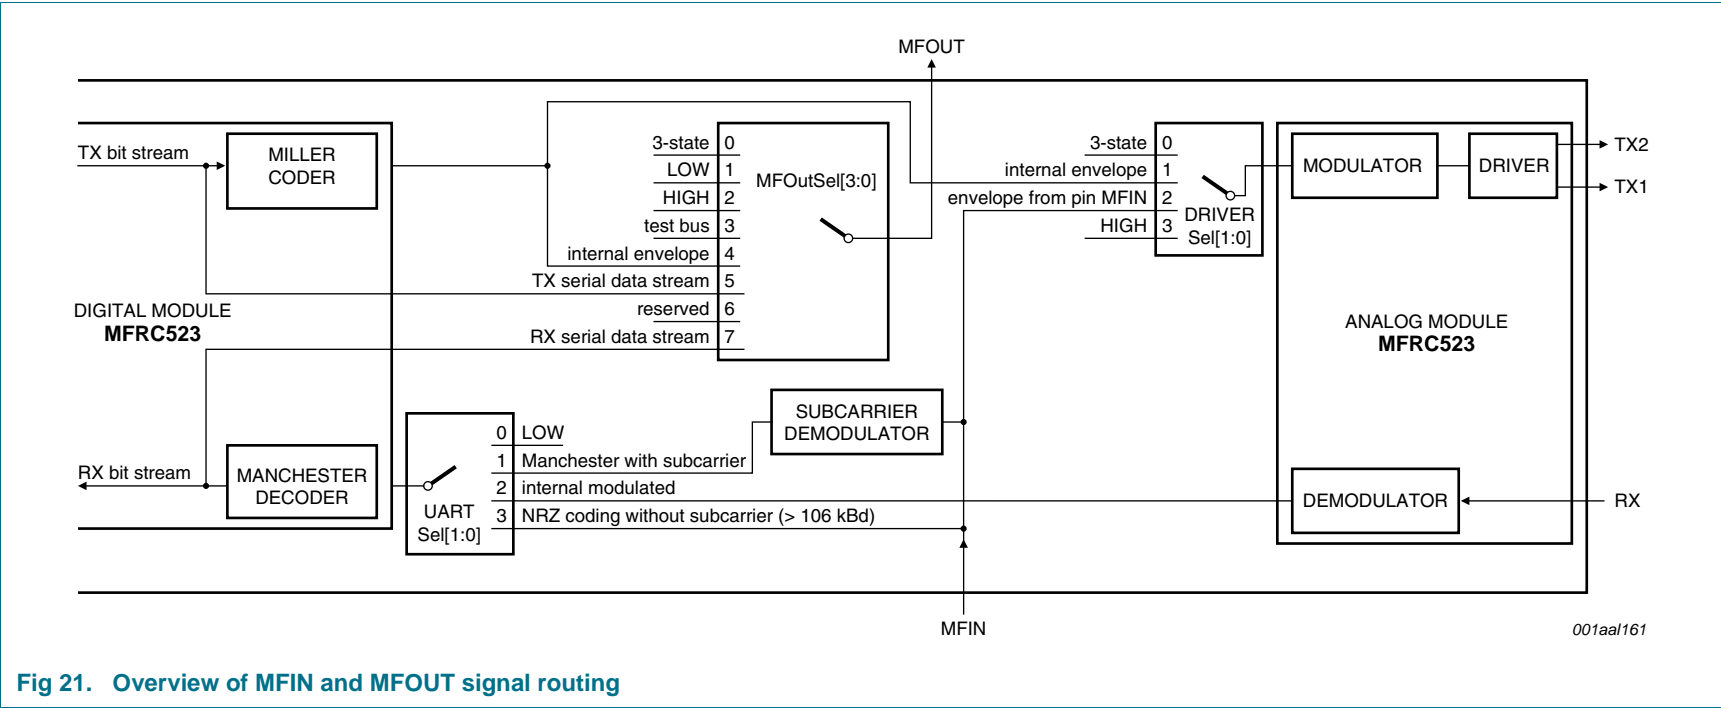 MFOUT
TX bit stream
MILLER
CODER
3-state 0
LOW 1
HIGH 2
test bus 3
internal envelope 4
TX serial data stream 5
reserved 6
RX serial data stream 7
MFOutSel[3:0]
3-state 0
internal envelope 1
envelope from pin MFIN 2
HIGH 3
DRIVER
Sel[1:0]
MODULATOR
DRIVER
TX2
TX1
DIGITAL MODULE
MFRC523
ANALOG MODULE
MFRC523
RX bit stream
MANCHESTER
DECODER
UART
Sel[1:0]
0 LOW
1 Manchester with subcarrier
2 internal modulated
3 NRZ coding without subcarrier (> 106 kBd)
SUBCARRIER
DEMODULATOR
DEMODULATOR
RX
MFIN
001aal161
Fig 21. Overview of MFIN and MFOUT signal routing